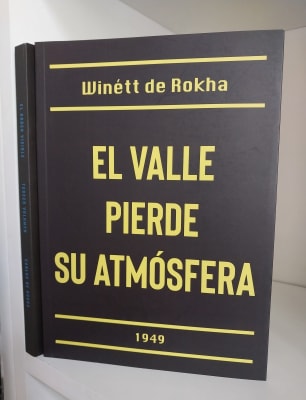 Winétt de Rokha
EL VALLE
PIERDE
SU ATMÓSFERA
1949